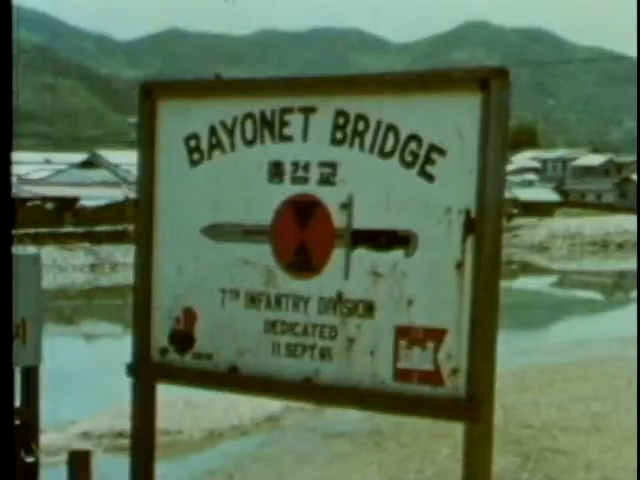 BAYONET BRIDGE
총검교
7TH INFANTRY DIVISION
DEDICATED
11 SEPT. 65